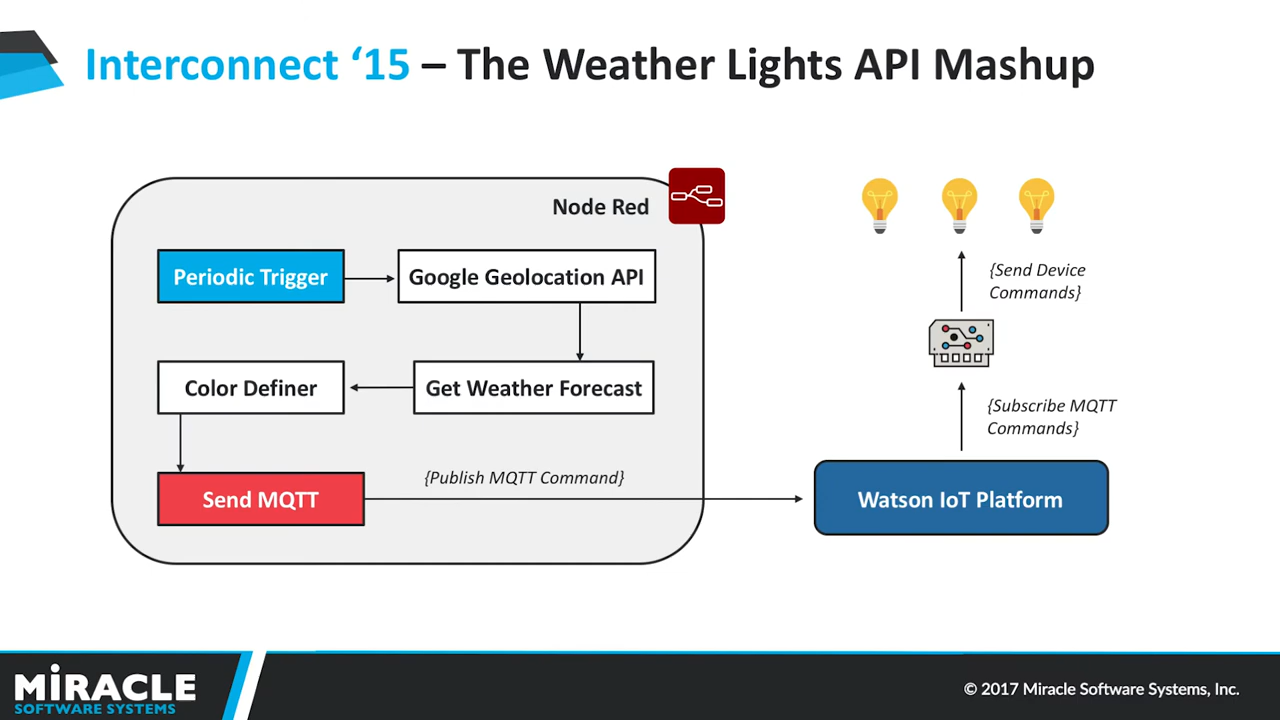 Interconnect ‘15 – The Weather Lights API Mashup
Node Red
Periodic Trigger
Google Geolocation API
Color Definer
Get Weather Forecast
Send MQTT
{Publish MQTT Command}
{Send Device
Commands}
{Subscribe MQTT
Commands}
Watson IoT Platform
MiRACLE
SOFTWARE SYSTEMS
© 2017 Miracle Software Systems, Inc.